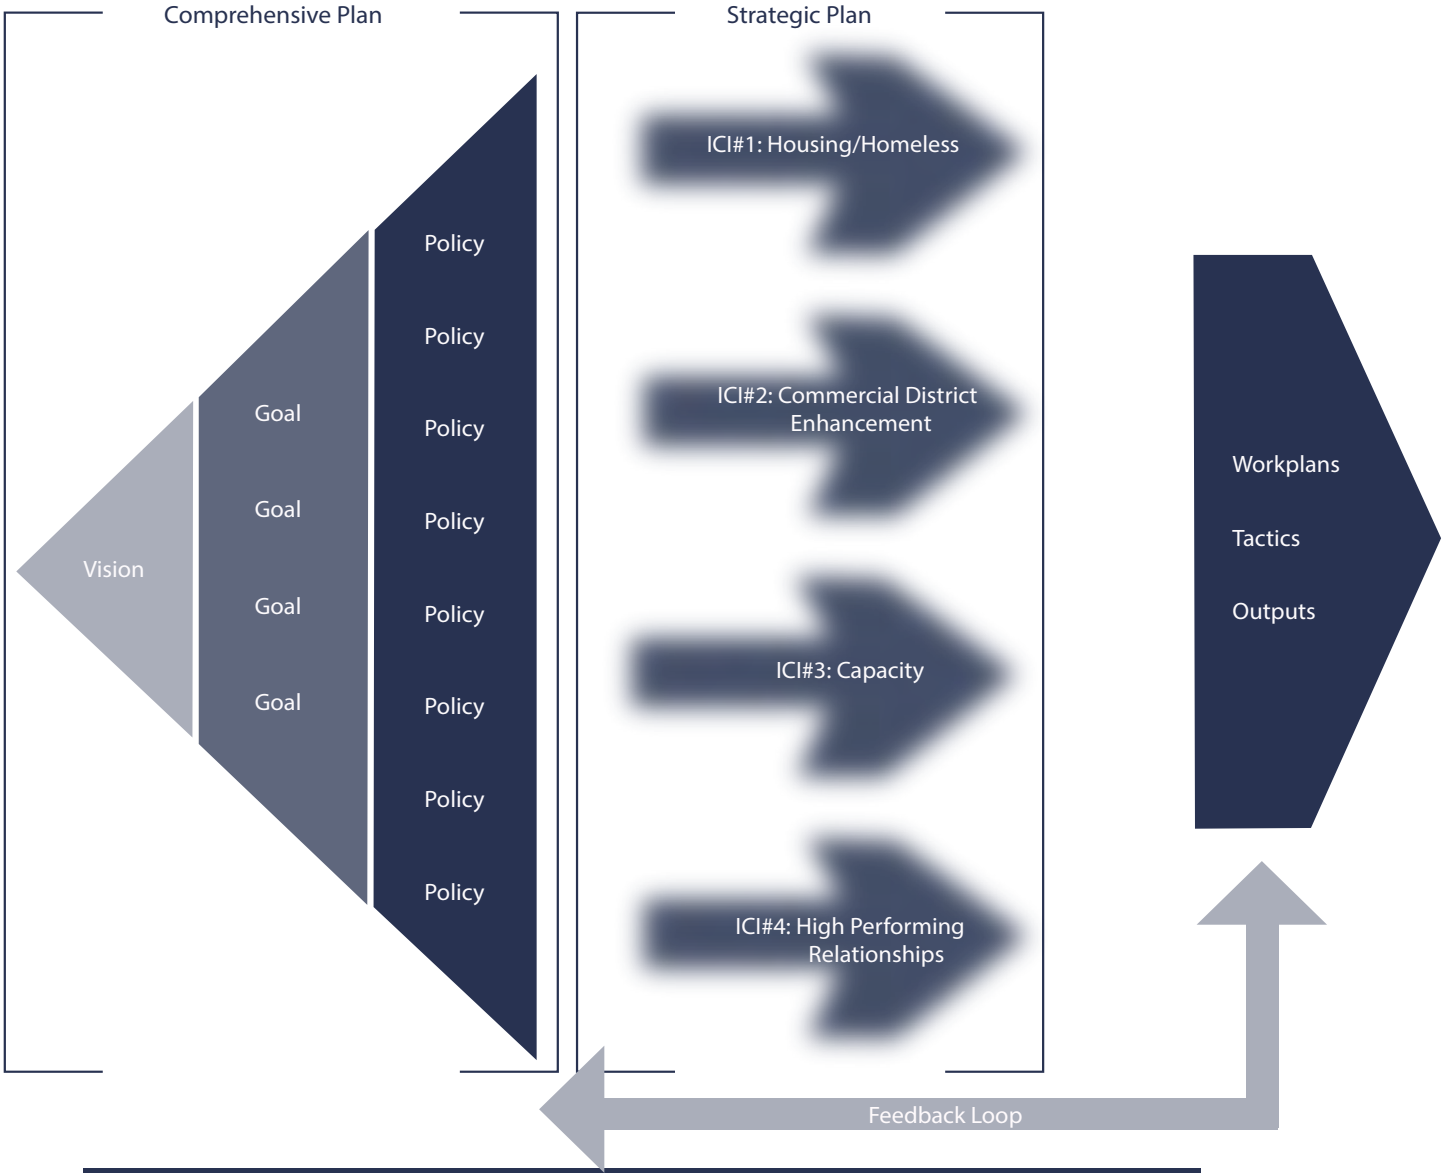 Comprehensive Plan
Strategic Plan
Vision
Goal
Goal
Goal
Goal
Policy
Policy
Policy
Policy
Policy
Policy
Policy
Policy
ICI#1: Housing/Homeless
ICI#2: Commercial District
Enhancement
ICI#3: Capacity
ICI#4: High Performing
Relationships
Workplans
Tactics
Outputs
Feedback Loop